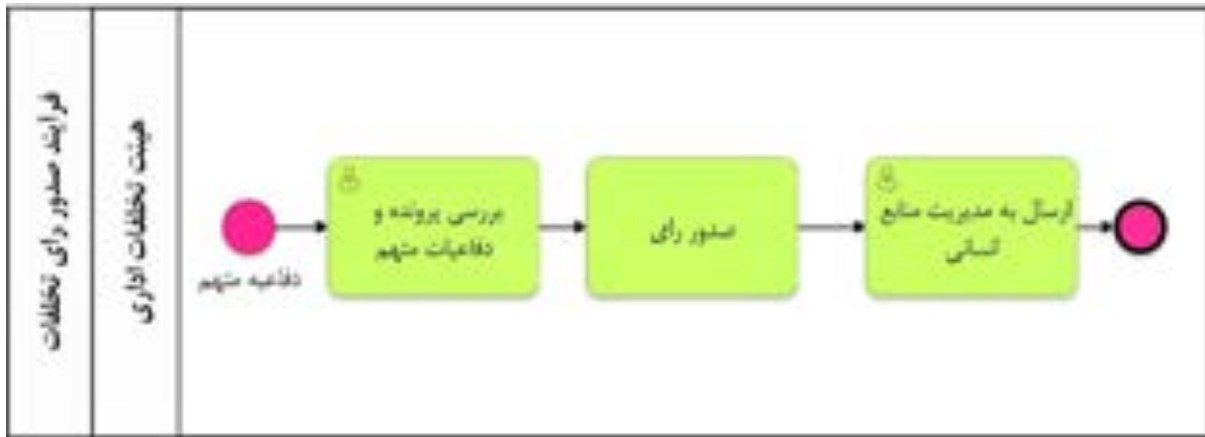 فرایند صدور رای تخلفات
هیئت تخلفات اداری
دفاعیه متهم
بررسی پرونده و
دفاعیات متهم
صدور رای
ارسال به مدیریت منابع
انسانی